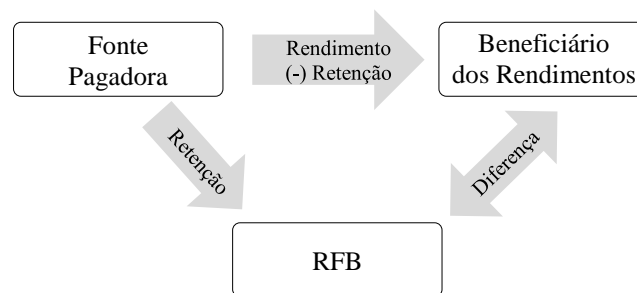 Fonte
Pagadora
Rendimento
(-) Retenção
Beneficiário
dos Rendimentos
Retenção
Diferença
RFB